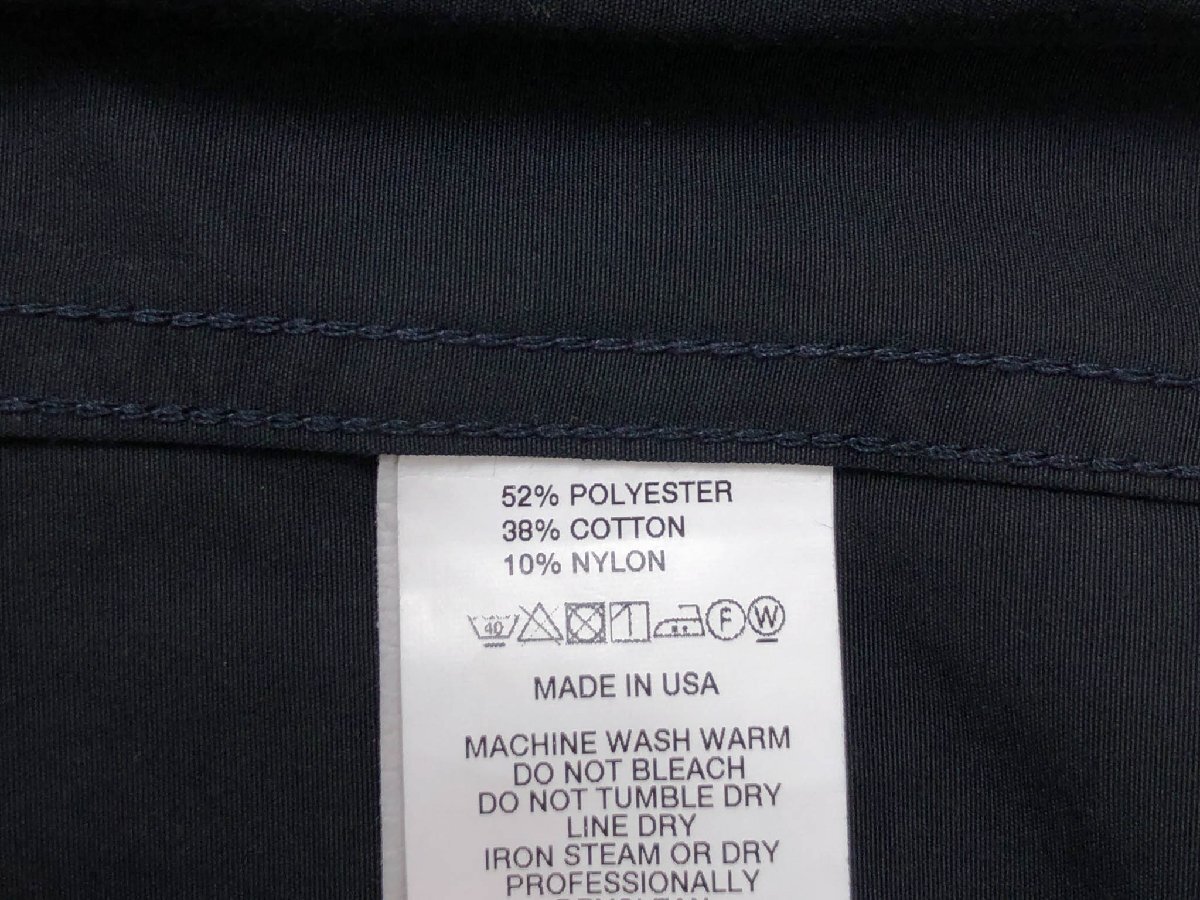 52% POLYESTER
38% COTTON
10% NYLON
40 F W
MADE IN USA
MACHINE WASH WARM
DO NOT BLEACH
DO NOT TUMBLE DRY
LINE DRY
IRON STEAM OR DRY
PROFESSIONALLY